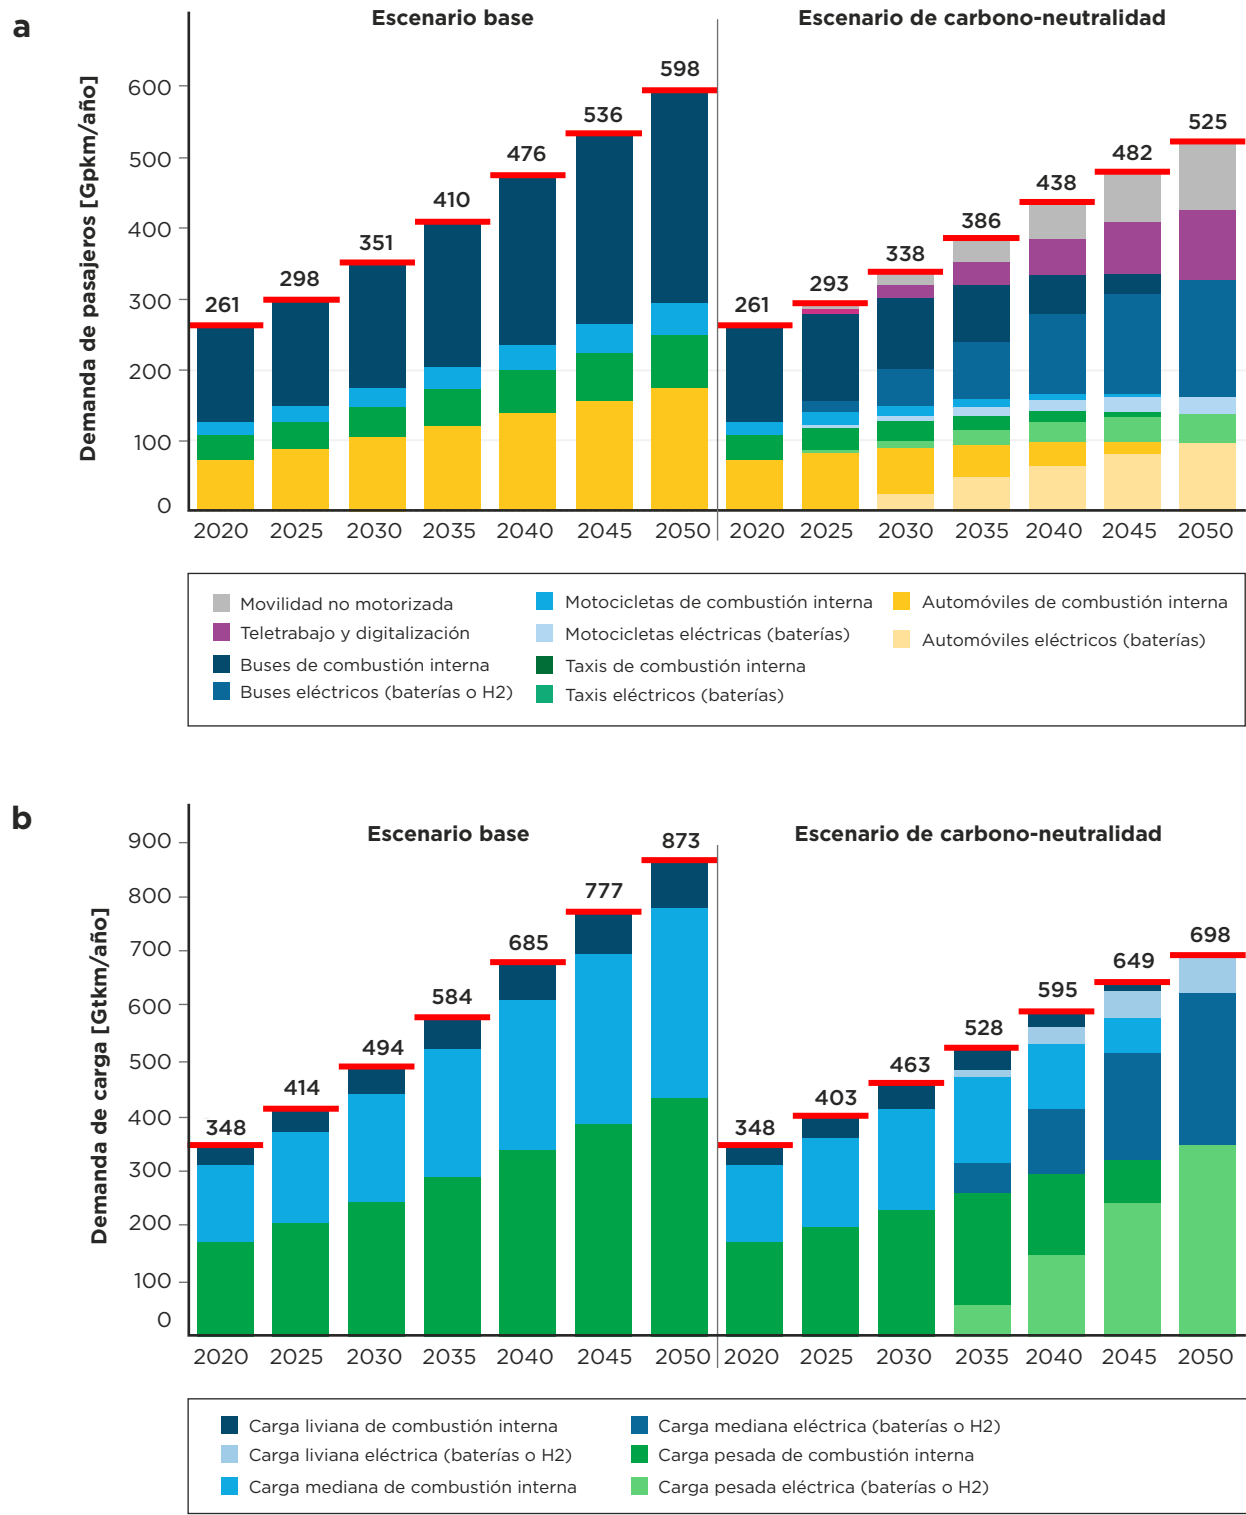 a
Escenario base
Escenario de carbono-neutralidad
Demanda de pasajeros [Gpkm/año]
600
500
400
300
200
100
0
261
298
351
410
476
536
598
261
293
338
386
438
482
525
2020 2025 2030 2035 2040 2045 2050 2020 2025 2030 2035 2040 2045 2050
Movilidad no motorizada
Teletrabajo y digitalización
Buses de combustión interna
Buses eléctricos (baterías o H2)
Motocicletas de combustión interna
Motocicletas eléctricas (baterías)
Taxis de combustión interna
Taxis eléctricos (baterías)
Automóviles de combustión interna
Automóviles eléctricos (baterías)
b
Escenario base
Escenario de carbono-neutralidad
Demanda de carga [Gtkm/año]
900
800
700
600
500
400
300
200
100
0
348
414
494
584
685
777
873
348
403
463
528
595
649
698
2020 2025 2030 2035 2040 2045 2050 2020 2025 2030 2035 2040 2045 2050
Carga liviana de combustión interna
Carga liviana eléctrica (baterías o H2)
Carga mediana de combustión interna
Carga mediana eléctrica (baterías o H2)
Carga pesada de combustión interna
Carga pesada eléctrica (baterías o H2)